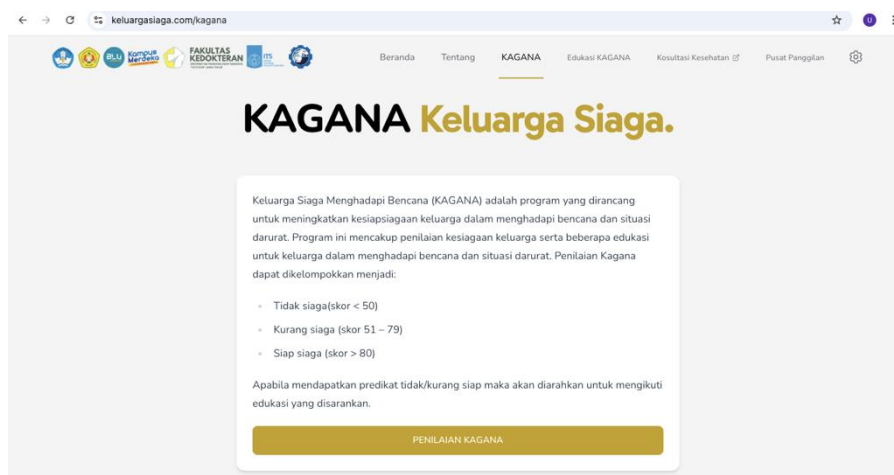 keluargasiaga.com/kagana
U
BLU
Kampus
Merdeka
FAKULTAS
KEDOKTERAN
ITS
Beranda
Tentang
KAGANA
Edukasi KAGANA
Kosultasi Kesehatan
Pusat Panggilan
KAGANA Keluarga Siaga.
Keluarga Siaga Menghadapi Bencana (KAGANA) adalah program yang dirancang
untuk meningkatkan kesiapsiagaan keluarga dalam menghadapi bencana dan situasi
darurat. Program ini mencakup penilaian kesiagaan keluarga serta beberapa edukasi
untuk keluarga dalam menghadapi bencana dan situasi darurat. Penilaian Kagana
dapat dikelompokkan menjadi:
Tidak siaga(skor < 50)
Kurang siaga (skor 51 – 79)
Siap siaga (skor > 80)
Apabila mendapatkan predikat tidak/kurang siap maka akan diarahkan untuk mengikuti
edukasi yang disarankan.
PENILAIAN KAGANA